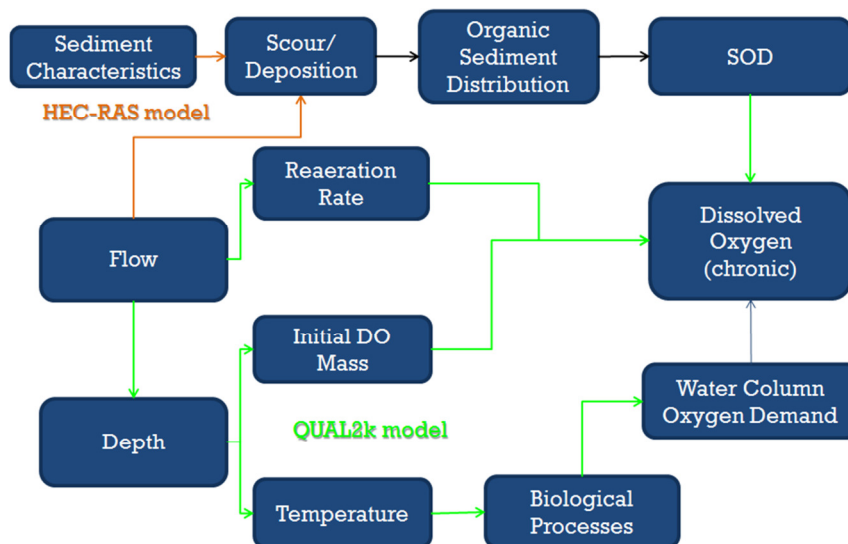 Sediment
Characteristics
Scour/
Deposition
Organic
Sediment
Distribution
SOD
HEC-RAS model
Reaeration
Rate
Flow
Dissolved
Oxygen
(chronic)
Initial DO
Mass
Depth
QUAL2k model
Water Column
Oxygen Demand
Temperature
Biological
Processes